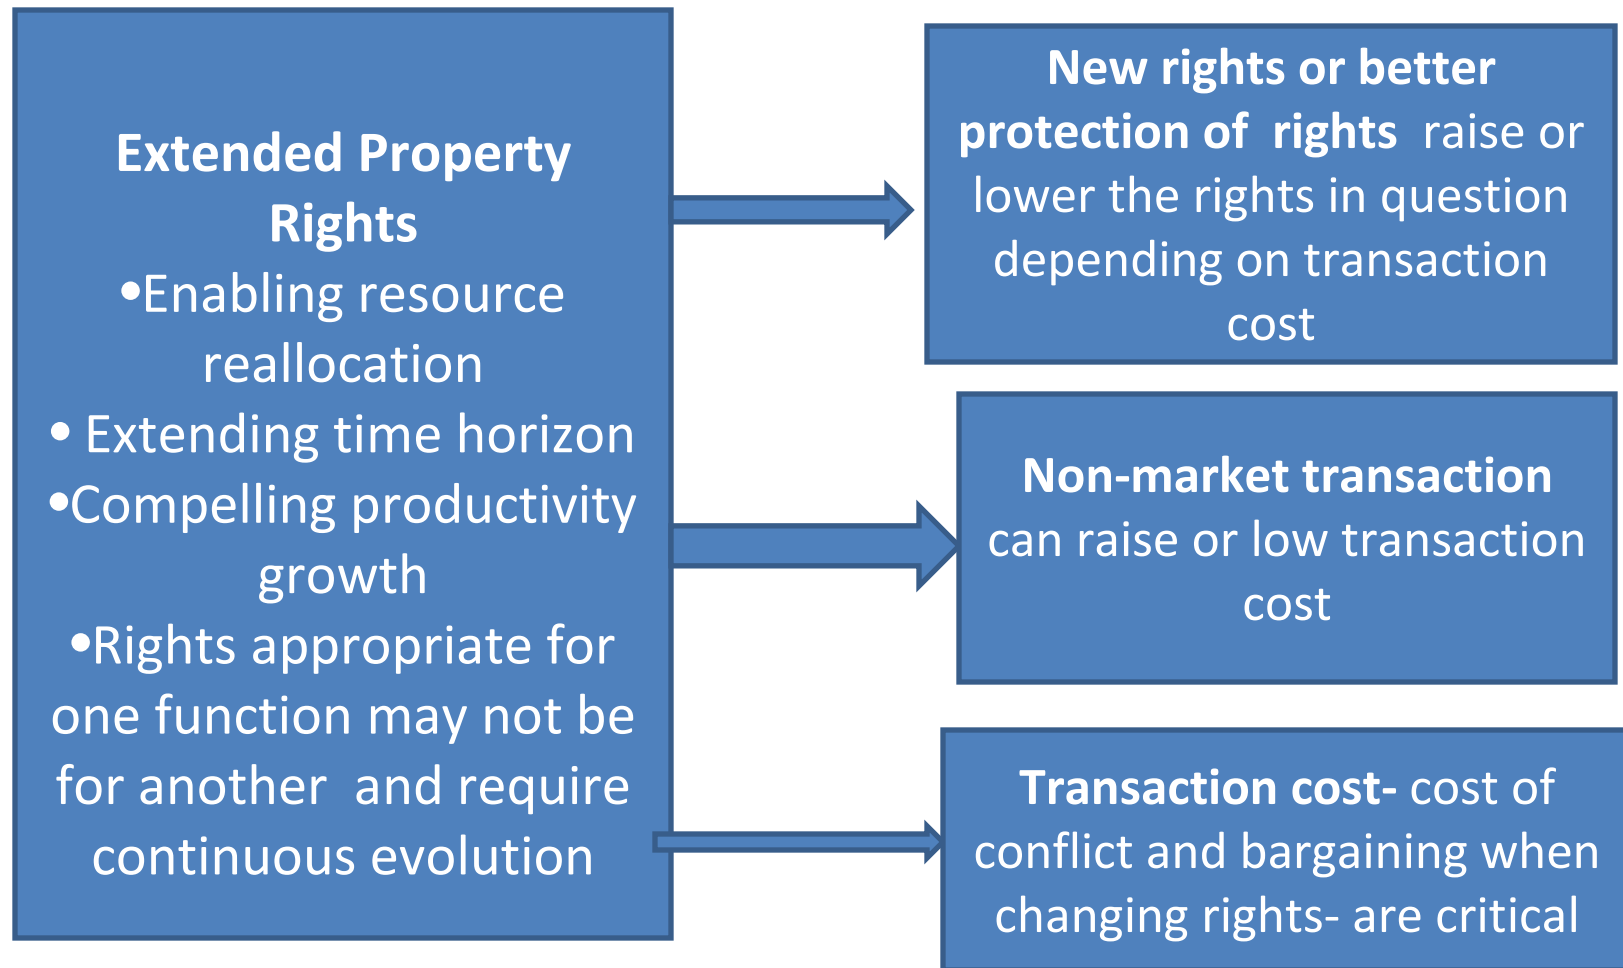 Extended Property
Rights
•Enabling resource
reallocation
• Extending time horizon
•Compelling productivity
growth
•Rights appropriate for
one function may not be
for another  and require
continuous evolution
New rights or better
protection of  rights  raise or
lower the rights in question
depending on transaction
cost
Non-market transaction
can raise or low transaction
cost
Transaction cost- cost of
conflict and bargaining when
changing rights- are critical